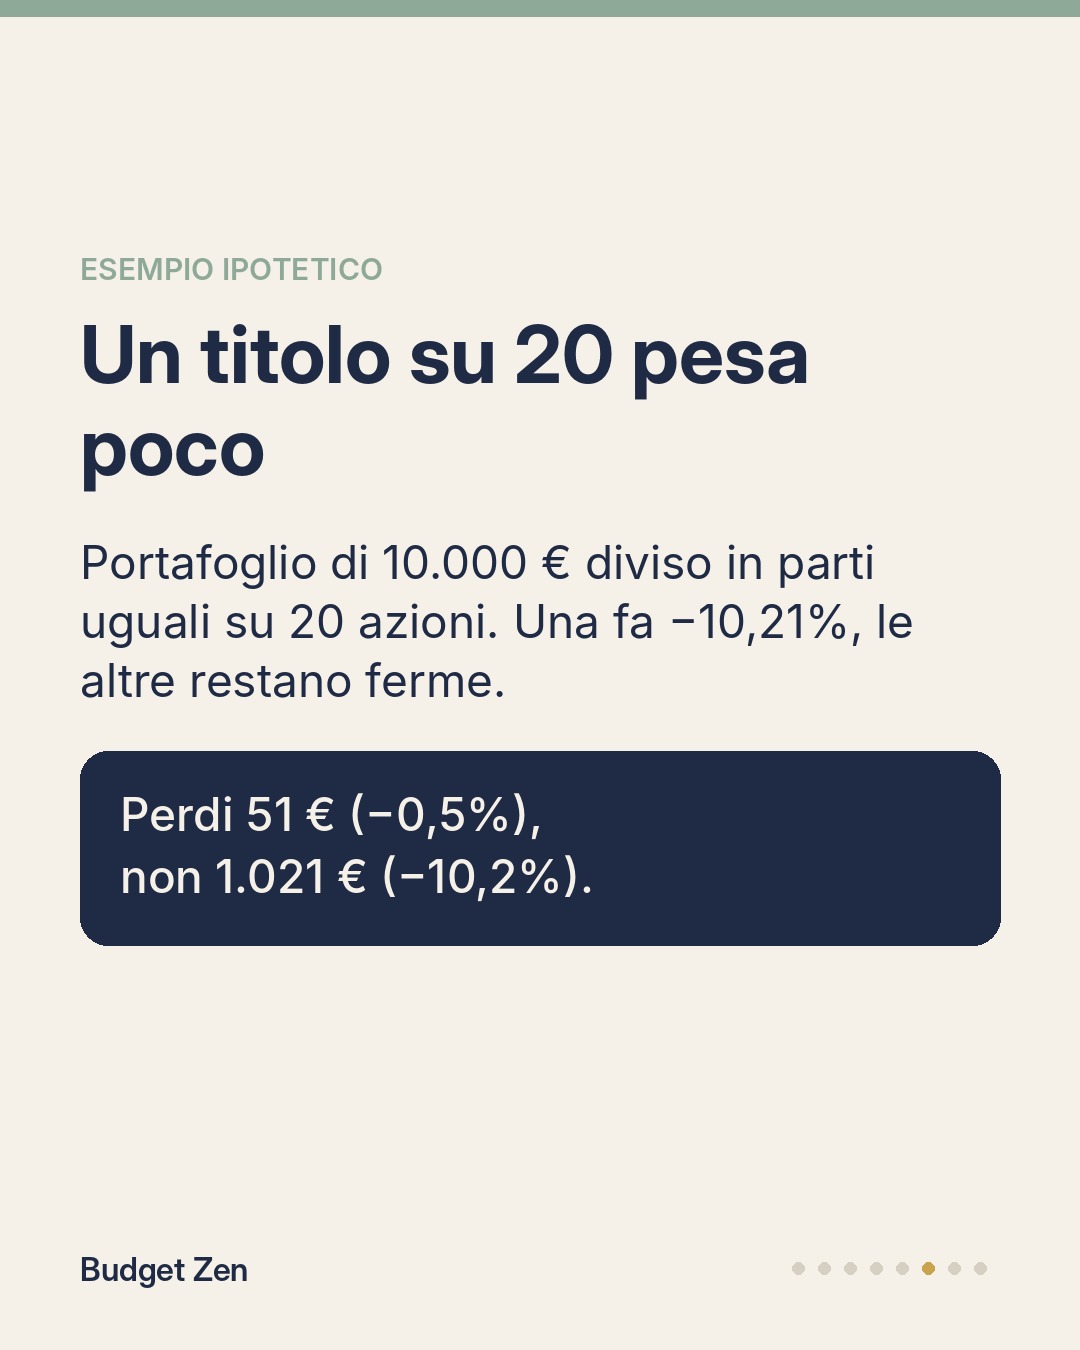 ESEMPIO IPOTETICO
Un titolo su 20 pesa
poco
Portafoglio di 10.000 € diviso in parti
uguali su 20 azioni. Una fa −10,21%, le
altre restano ferme.
Perdi 51 € (−0,5%),
non 1.021 € (−10,2%).
Budget Zen